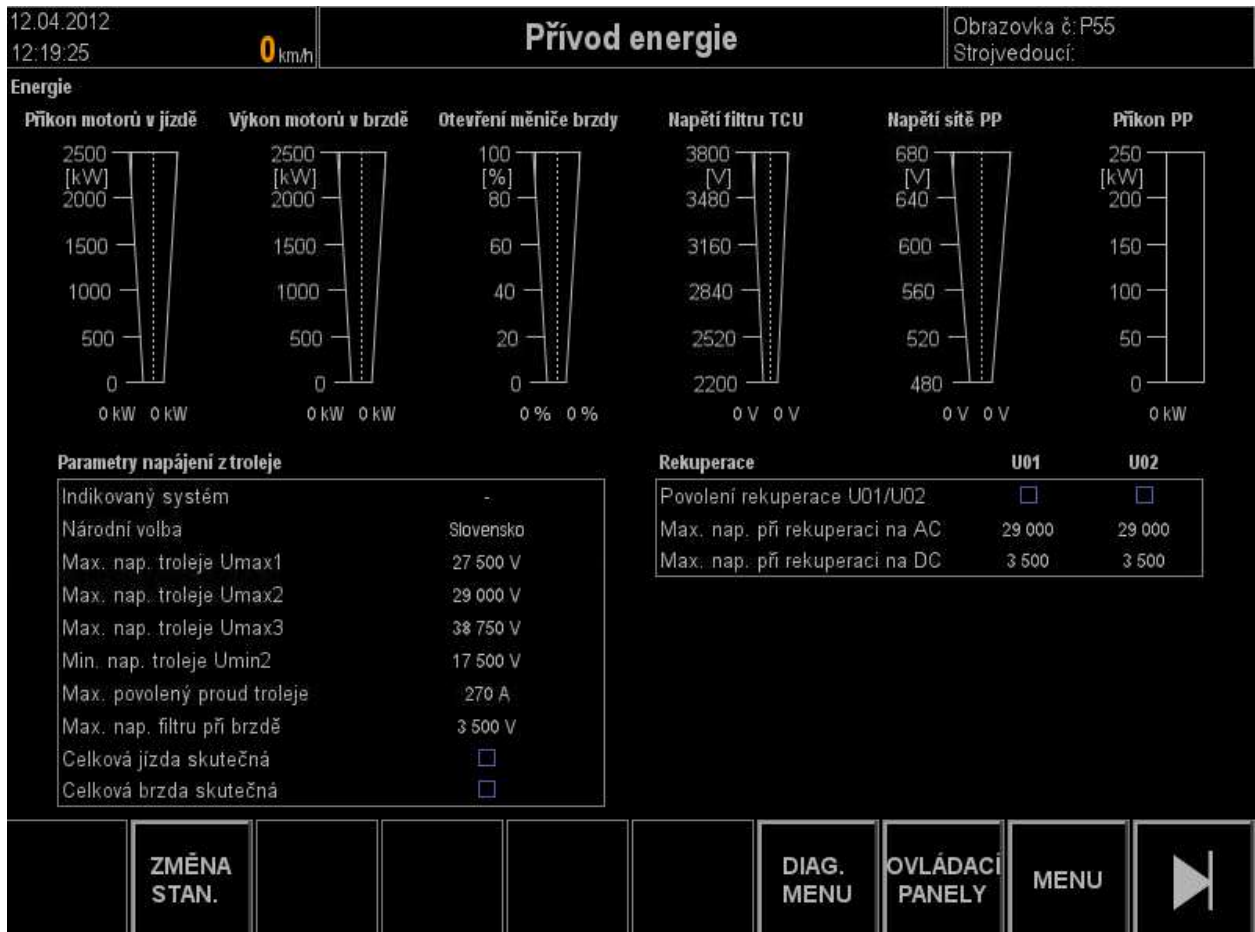 12.04.2012
12:19:25
0 km/h
Přívod energie
Obrazovka č: P55
Strojvedoucí:
Energie
Příkon motorů v jízdě
Výkon motorů v brzdě
Otevření měniče brzdy
Napětí filtru TCU
Napětí sítě PP
Příkon PP
2500
[kW]
2000
1500
1000
500
0
0 kW 0 kW
2500
[kW]
2000
1500
1000
500
0
0 kW 0 kW
100
[%]
80
60
40
20
0
0 % 0 %
3800
[V]
3480
3160
2840
2520
2200
0 V 0 V
680
[V]
640
600
560
520
480
0 V 0 V
250
[kW]
200
150
100
50
0
0 kW
Parametry napájení z troleje
Indikovaný systém -
Národní volba Slovensko
Max. nap. troleje Umax1 27 500 V
Max. nap. troleje Umax2 29 000 V
Max. nap. troleje Umax3 38 750 V
Min. nap. troleje Umin2 17 500 V
Max. povolený proud troleje 270 A
Max. nap. filtru při brzdě 3 500 V
Celková jízda skutečná
Celková brzda skutečná
Rekuperace U01 U02
Povolení rekuperace U01/U02
Max. nap. při rekuperaci na AC 29 000 29 000
Max. nap. při rekuperaci na DC 3 500 3 500
ZMĚNA
STAN.
DIAG.
MENU
OVLÁDACÍ
PANELY
MENU